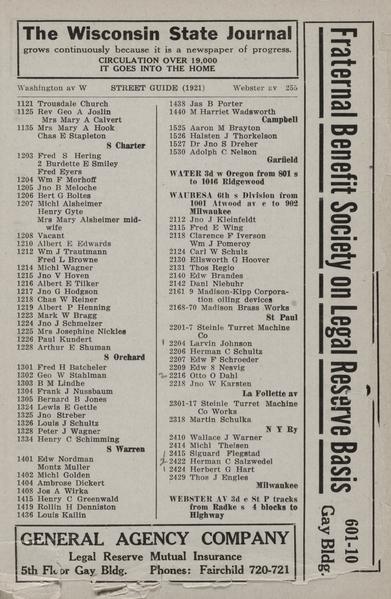 The Wisconsin State Journal
grows continuously because it is a newspaper of progress.
CIRCULATION OVER 19,000
IT GOES INTO THE HOME
Washington av W STREET GUIDE (1921) Webster av 255
1121 Trousdale Church
1125 Rev Geo A Joslin
Mrs Mary A Calvert
1135 Mrs Mary A Hook
Chas E Stapleton
S Charter
1203 Fred S Hering
2 Burdette E Smiley
Fred Eyers
1204 Wm F Morhoff
1205 Jno B Meloche
1206 Bert G Boltes
1207 Michl Alsheimer
Henry Gyte
Mrs Mary Alsheimer mid-
wife
1208 Vacant
1210 Albert E Edwards
1212 Wm J Trautmann
Fred L Browne
1214 Michl Wagner
1215 Jno V Hoven
1216 Albert E Tilker
1217 Jno G Hodgson
1218 Chas W Reiner
1219 Albert P Henning
1223 Mark W Bragg
1224 Jno J Schmelzer
1225 Mrs Josephine Nickles
1226 Paul Kundert
1228 Arthur E Shuman
S Orchard
1301 Fred H Batcheler
1302 Geo W Stahlman
1303 B M Lindhe
1304 Frank J Nussbaum
1305 Bernard B Jones
1324 Lewis E Gettle
1325 Jno Streber
1326 Louis J Schultz
1328 Peter J Wagner
1334 Henry C Schimming
S Warren
1401 Edw Nordman
Montz Muller
1402 Michl Golden
1404 Ambrose Dickert
1408 Jos A Wirka
1415 Henry C Greenwald
1419 Rollin H Denniston
1436 Louis Kailin
1438 Jas B Porter
1440 M Harriet Wadsworth
Campbell
1525 Aaron M Brayton
1526 Halsten J Thorkelson
1527 Dr Jno S Dreher
1530 Adolph C Nelson
Garfield
WATER 3d w Oregon from 801 s
to 1046 Ridgewood
WAUBESA 6th s Division from
1001 Atwood av e to 902
Milwaukee
2112 Jno J Kleinfeldt
2115 Fred E Wing
2118 Clarence F Iverson
Wm J Pomeroy
2124 Carl W Schulz
2130 Ellsworth G Hoover
2131 Thos Regio
2140 Edw Brandes
2142 Danl Niebuhr
2161 9 Madison-Kipp Corpora-
tion oiling devices
2168-70 Madison Brass Works
St Paul
2201-7 Steinle Turret Machine
Co
2204 Larvin Johnson
2206 Herman C Schultz
2207 Edw F Schroeder
2209 Edw S Nesvig
2216 Otto O Dahl
2218 Jno W Karsten
La Follette av
2301-17 Steinle Turret Machine
Co Works
2318 Martin Schulka
N Y Ry
2410 Wallace J Warner
2414 Michl Theisen
2415 Siguard Flegstad
2422 Herman C Salzwedel
2424 Herbert G Hart
2429 Thos J Engles
Milwaukee
WEBSTER AV 3d e St P tracks
from Radke s 4 blocks to
Highway
GENERAL AGENCY COMPANY
Legal Reserve Mutual Insurance
5th Floor Gay Bldg. Phones: Fairchild 720-721
Fraternal Benefit Society on Legal Reserve Basis
601-10
Gay Bldg.